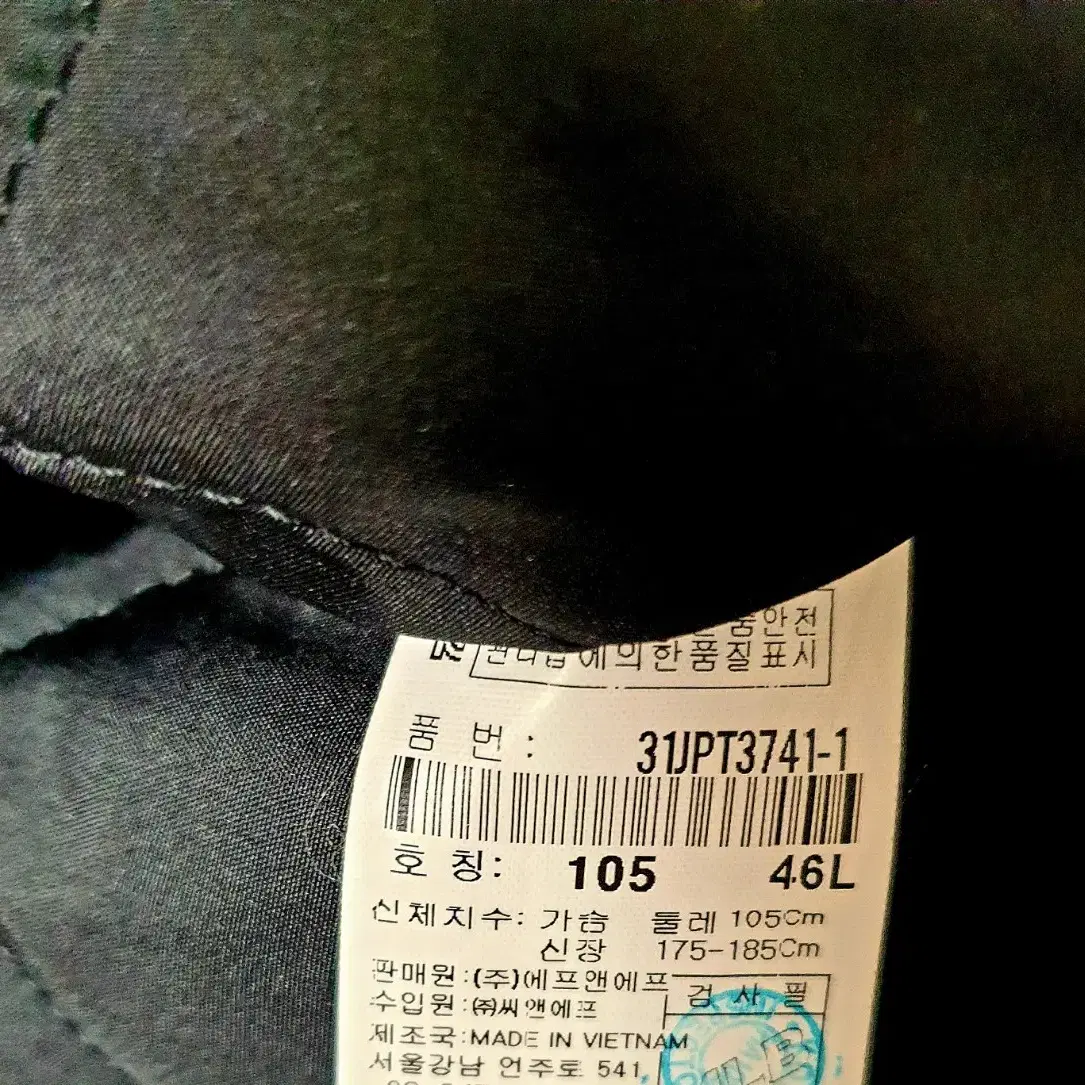 품안전
에의한품질표시
품 번 : 31JPT3741-1
호 칭: 105 46L
신체치수: 가슴 둘레 105Cm
신장 175-185Cm
판매원:(주)에프앤에프
수입원:㈜씨앤에프
검 사 필
제조국:MADE IN VIETNAM
서울강남 언주로 541